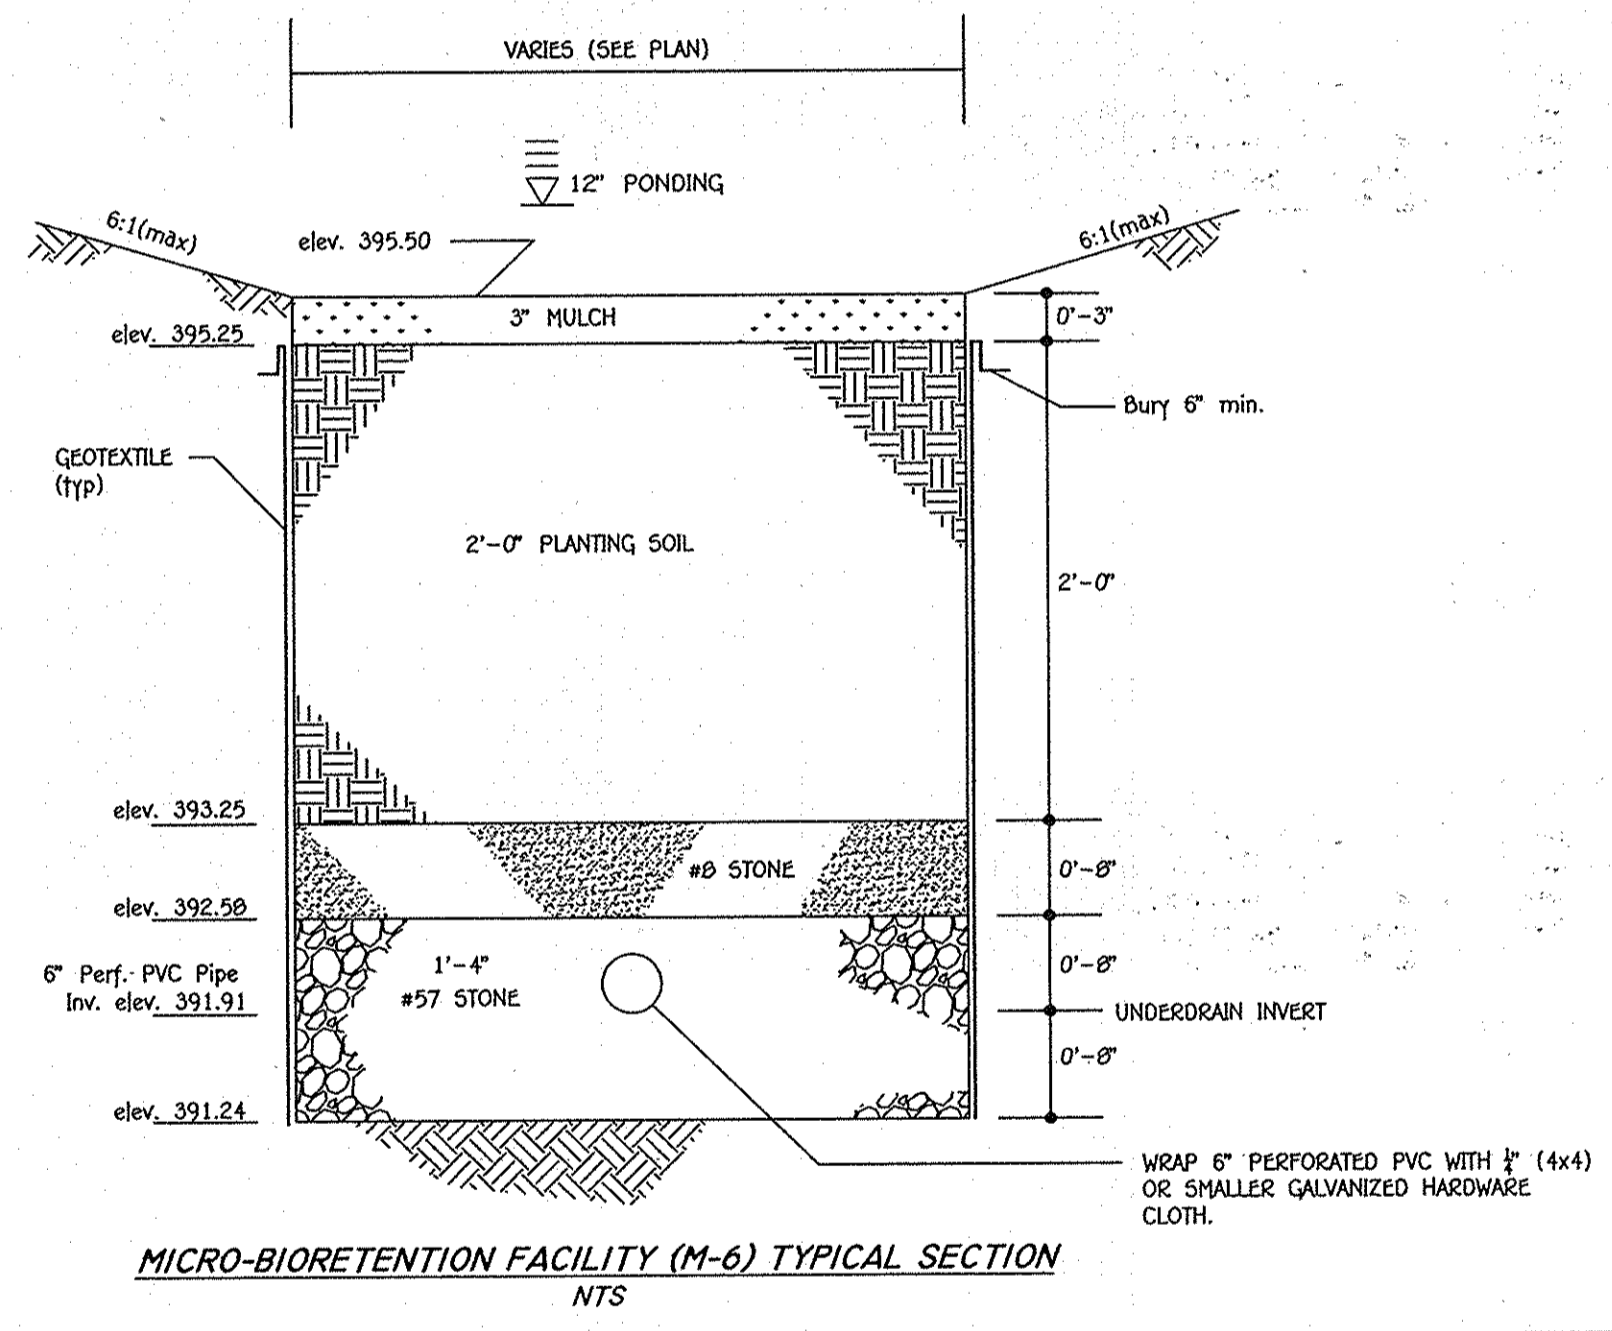 VARIES (SEE PLAN)
12" PONDING
6:1(max)
elev. 395.50
6:1(max)
3" MULCH
0'-3"
elev. 395.25
Bury 6" min.
GEOTEXTILE
(typ)
2'-0" PLANTING SOIL
2'-0"
elev. 393.25
#8 STONE
0'-8"
elev. 392.58
1'-4"
#57 STONE
0'-8"
6" Perf. PVC Pipe
Inv. elev. 391.91
UNDERDRAIN INVERT
0'-8"
elev. 391.24
WRAP 6" PERFORATED PVC WITH ¼" (4x4)
OR SMALLER GALVANIZED HARDWARE
CLOTH.
MICRO-BIORETENTION FACILITY (M-6) TYPICAL SECTION
NTS